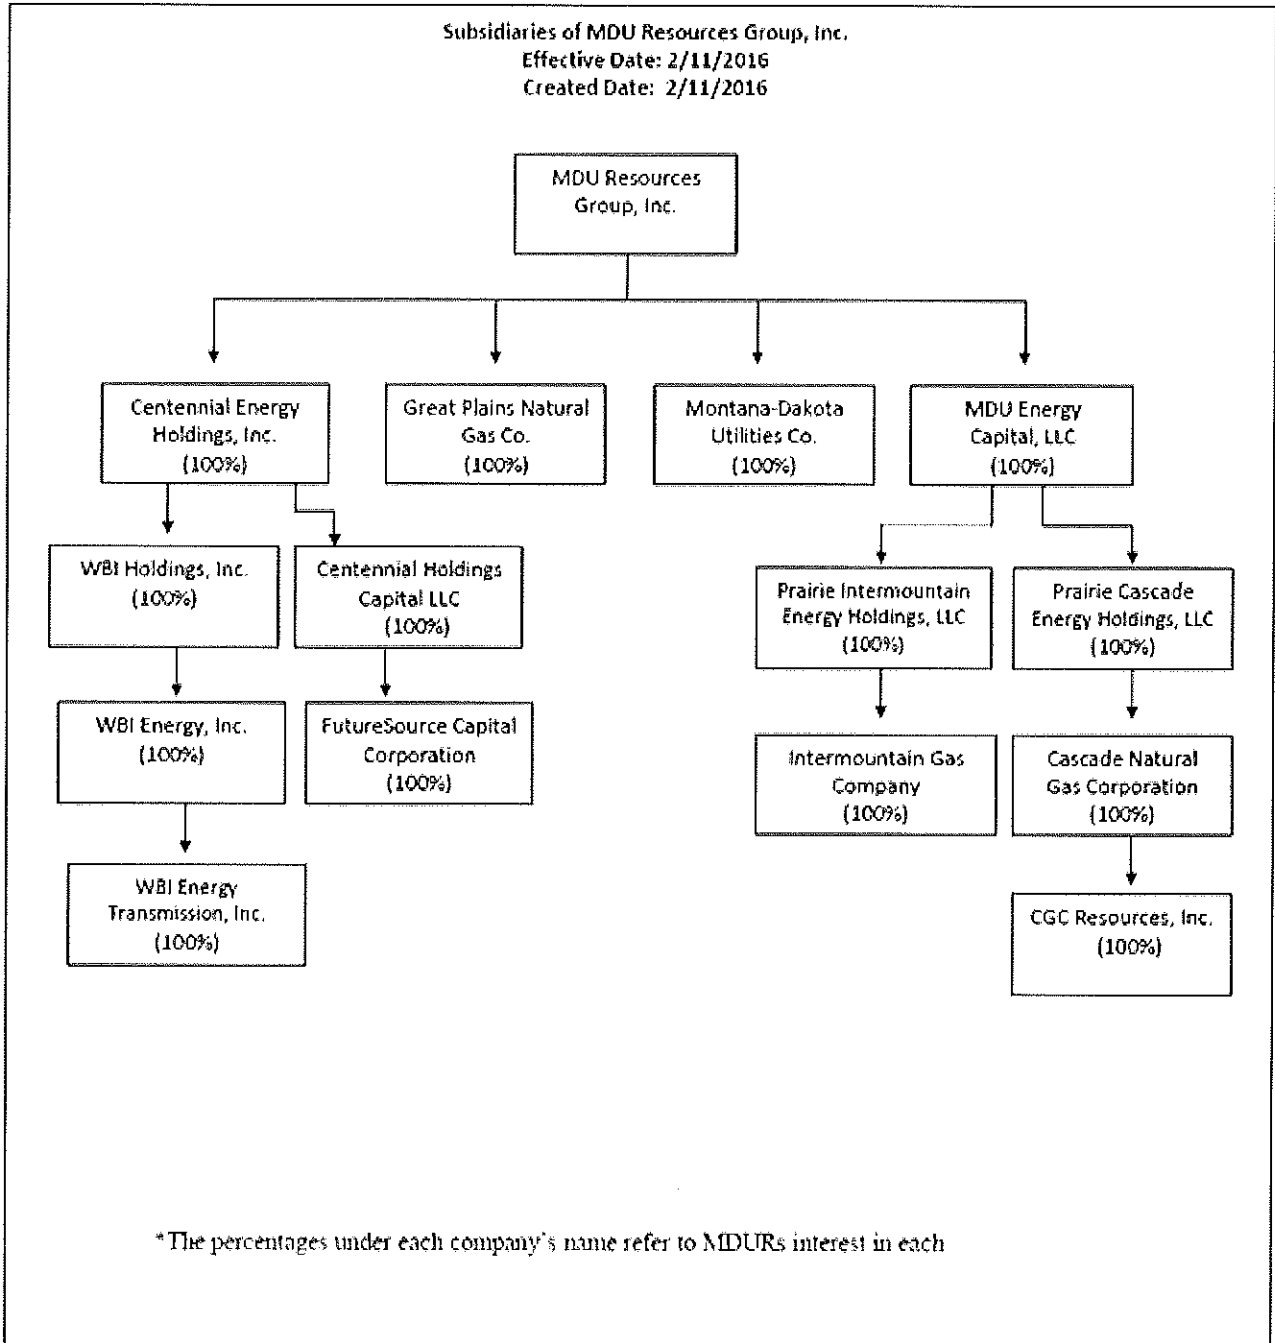 Subsidiaries of MDU Resources Group, Inc.
Effective Date: 2/11/2016
Created Date: 2/11/2016
MDU Resources
Group, Inc.
Centennial Energy
Holdings, Inc.
(100%)
Great Plains Natural
Gas Co.
(100%)
Montana-Dakota
Utilities Co.
(100%)
MDU Energy
Capital, LLC
(100%)
WBI Holdings, Inc.
(100%)
Centennial Holdings
Capital LLC
(100%)
Prairie Intermountain
Energy Holdings, LLC
(100%)
Prairie Cascade
Energy Holdings, LLC
(100%)
WBI Energy, Inc.
(100%)
FutureSource Capital
Corporation
(100%)
Intermountain Gas
Company
(100%)
Cascade Natural
Gas Corporation
(100%)
WBI Energy
Transmission, Inc.
(100%)
CGC Resources, Inc.
(100%)
*The percentages under each company's name refer to MDURs interest in each